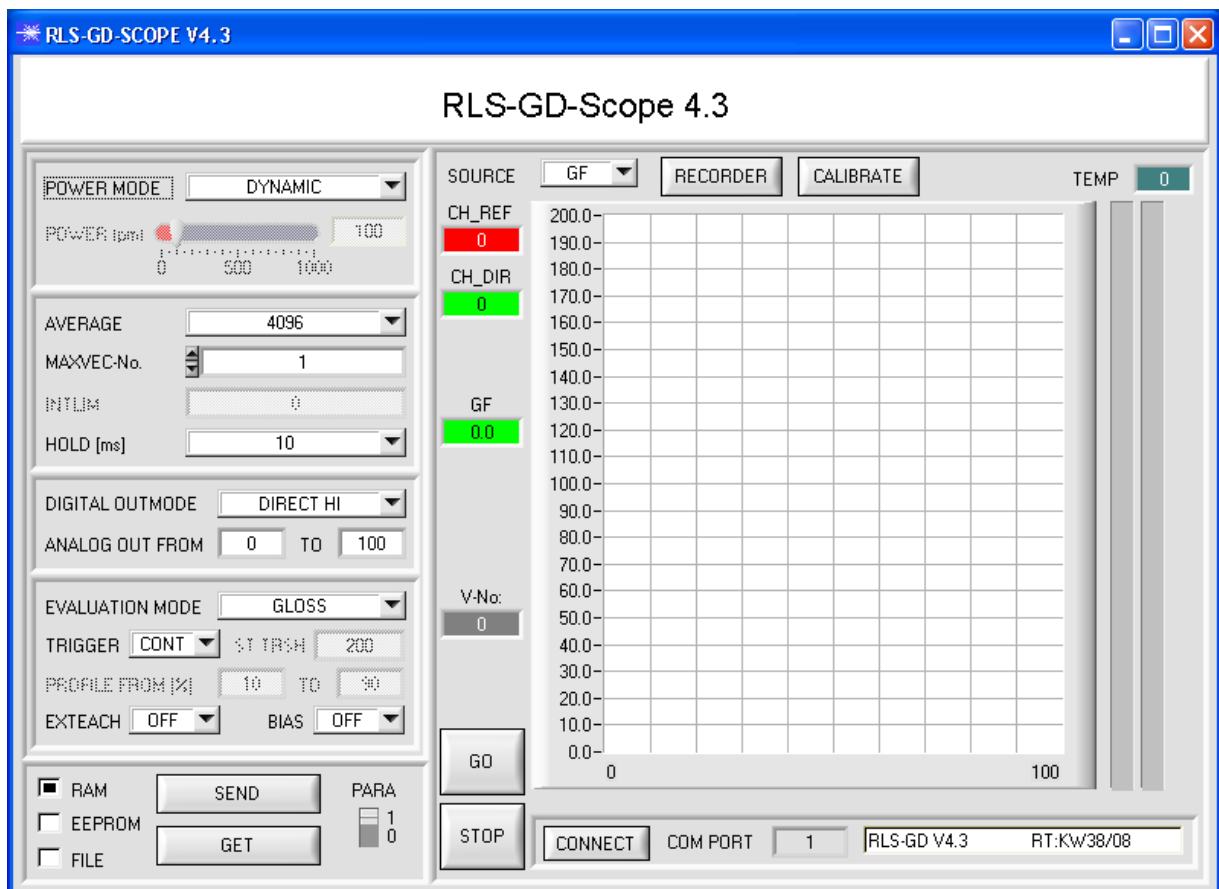 RLS-GD-SCOPE V4.3
RLS-GD-Scope 4.3
POWER MODE DYNAMIC
POWER [pm] 100
0 500 1000
AVERAGE 4096
MAXVEC-No. 1
INTLIM 0
HOLD [ms] 10
DIGITAL OUTMODE DIRECT HI
ANALOG OUT FROM 0 TO 100
EVALUATION MODE GLOSS
TRIGGER CONT ST TRSH 200
PROFILE FROM [%] 10 TO 90
EXTEACH OFF BIAS OFF
RAM SEND PARA
EEPROM 1
GET 0
FILE
SOURCE GF RECORDER CALIBRATE TEMP 0
CH_REF
0
CH_DIR
0
GF
0.0
V-No:
0
GO
STOP
200.0
190.0
180.0
170.0
160.0
150.0
140.0
130.0
120.0
110.0
100.0
90.0
80.0
70.0
60.0
50.0
40.0
30.0
20.0
10.0
0.0
0 100
CONNECT COM PORT 1 RLS-GD V4.3 RT:KW38/08